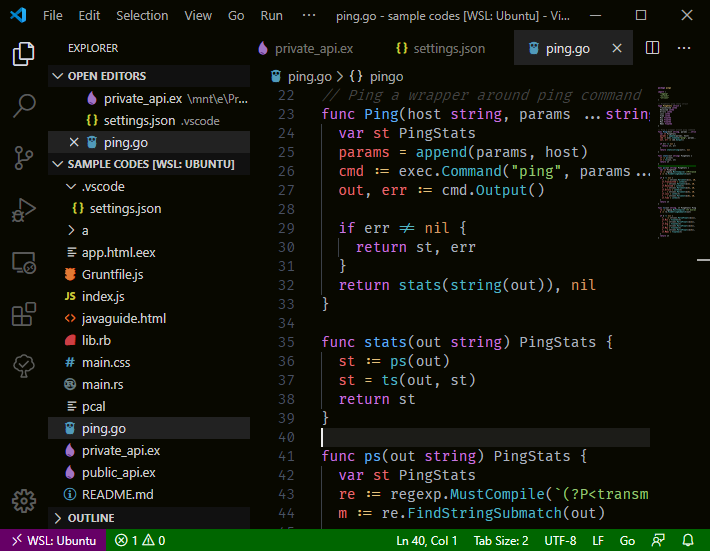 File Edit Selection View Go Run ··· ping.go - sample codes [WSL: Ubuntu] - Vi...
EXPLORER
private_api.ex settings.json ping.go
OPEN EDITORS
private_api.ex \mnt\e\Pr...
settings.json .vscode
ping.go
SAMPLE CODES [WSL: UBUNTU]
.vscode
settings.json
a
app.html.eex
Gruntfile.js
JS index.js
javaguide.html
lib.rb
# main.css
main.rs
pcal
ping.go
private_api.ex
public_api.ex
README.md
OUTLINE
ping.go > {} pingo
22 // Ping a wrapper around ping command
23 func Ping(host string, params ...string
24 var st PingStats
25 params = append(params, host)
26 cmd := exec.Command("ping", params...
27 out, err := cmd.Output()
28
29 if err != nil {
30 return st, err
31 }
32 return stats(string(out)), nil
33 }
34
35 func stats(out string) PingStats {
36 st := ps(out)
37 st = ts(out, st)
38 return st
39 }
40
41 func ps(out string) PingStats {
42 var st PingStats
43 re := regexp.MustCompile(`(?P<transm
44 m := re.FindStringSubmatch(out)
WSL: Ubuntu 1 0 Ln 40, Col 1 Tab Size: 2 UTF-8 LF Go